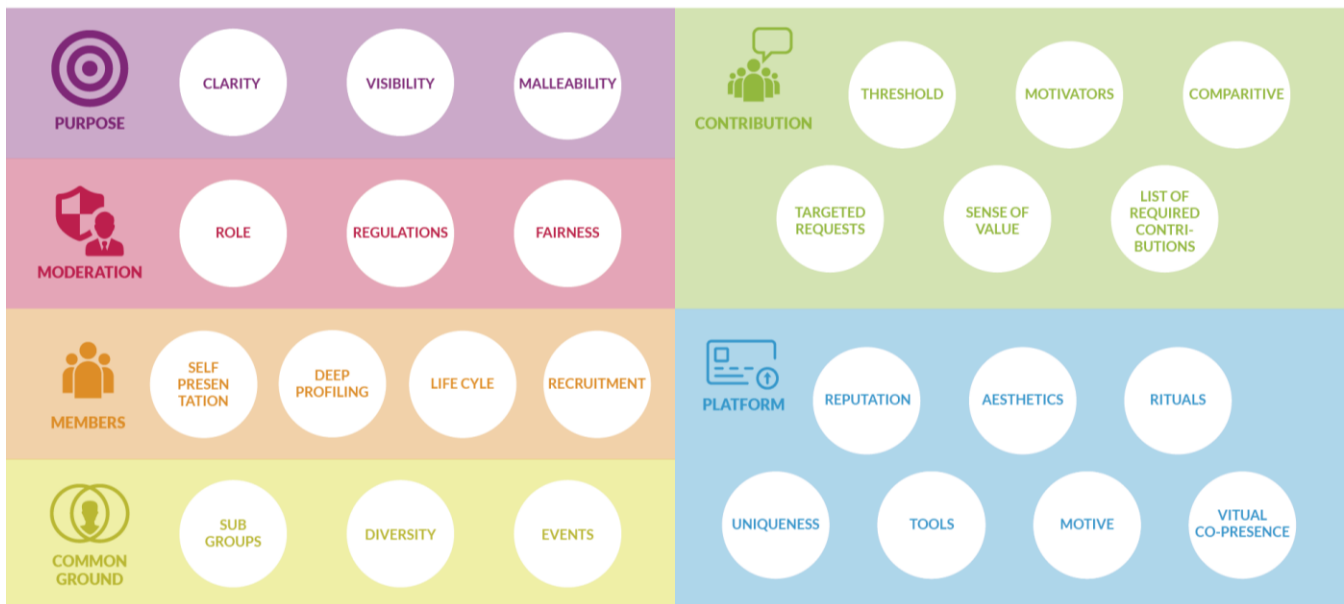 PURPOSE
CLARITY
VISIBILITY
MALLEABILITY
MODERATION
ROLE
REGULATIONS
FAIRNESS
MEMBERS
SELF
PRESEN
TATION
DEEP
PROFILING
LIFE CYLE
RECRUITMENT
COMMON
GROUND
SUB
GROUPS
DIVERSITY
EVENTS
CONTRIBUTION
THRESHOLD
MOTIVATORS
COMPARITIVE
TARGETED
REQUESTS
SENSE OF
VALUE
LIST OF
REQUIRED
CONTRI-
BUTIONS
PLATFORM
REPUTATION
AESTHETICS
RITUALS
UNIQUENESS
TOOLS
MOTIVE
VITUAL
CO-PRESENCE